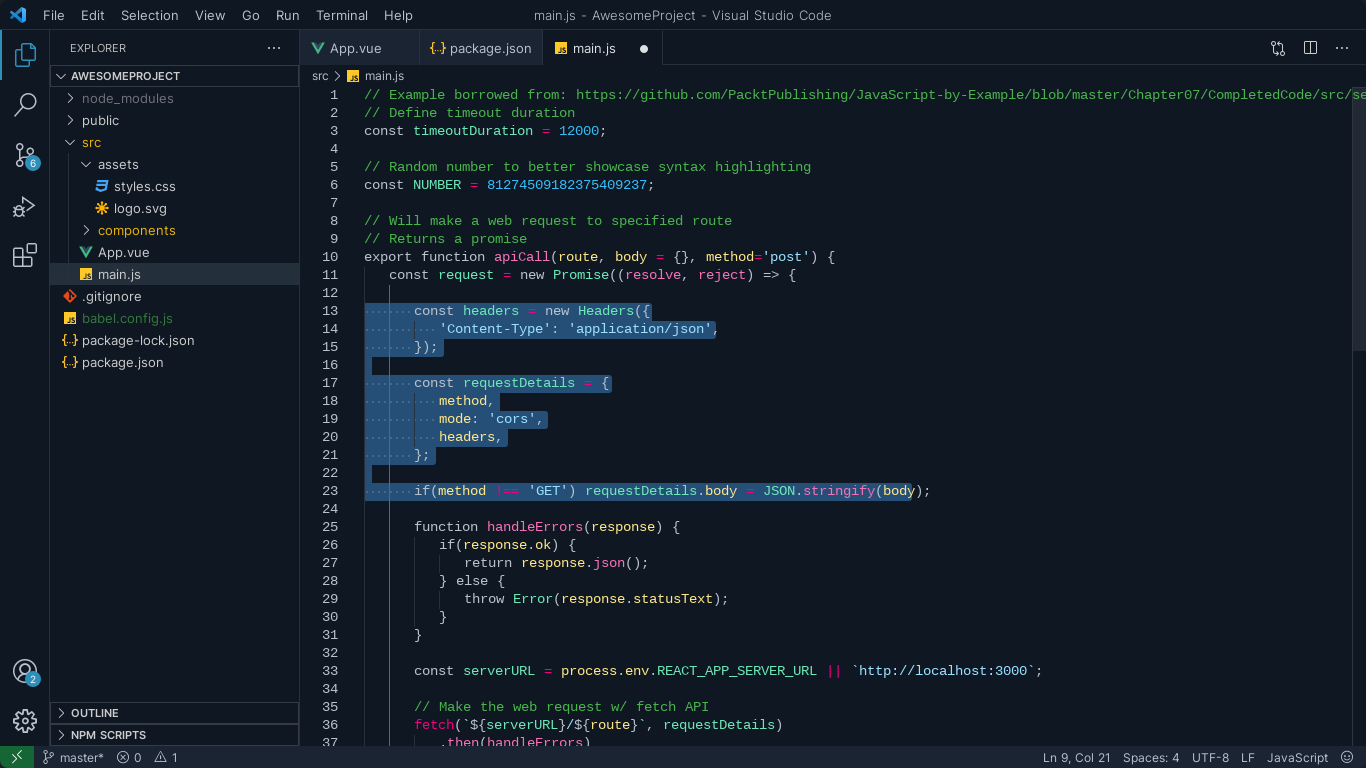 File Edit Selection View Go Run Terminal Help
main.js - AwesomeProject - Visual Studio Code
EXPLORER
AWESOMEPROJECT
node_modules
public
src
assets
styles.css
logo.svg
components
App.vue
main.js
.gitignore
babel.config.js
package-lock.json
package.json
OUTLINE
NPM SCRIPTS
6
2
App.vue package.json main.js
src main.js
1 // Example borrowed from: https://github.com/PacktPublishing/JavaScript-by-Example/blob/master/Chapter07/CompletedCode/src/se
2 // Define timeout duration
3 const timeoutDuration = 12000;
4
5 // Random number to better showcase syntax highlighting
6 const NUMBER = 81274509182375409237;
7
8 // Will make a web request to specified route
9 // Returns a promise
10 export function apiCall(route, body = {}, method='post') {
11 const request = new Promise((resolve, reject) => {
12
13 const headers = new Headers({
14 'Content-Type': 'application/json',
15 });
16
17 const requestDetails = {
18 method,
19 mode: 'cors',
20 headers,
21 };
22
23 if(method !== 'GET') requestDetails.body = JSON.stringify(body);
24
25 function handleErrors(response) {
26 if(response.ok) {
27 return response.json();
28 } else {
29 throw Error(response.statusText);
30 }
31 }
32
33 const serverURL = process.env.REACT_APP_SERVER_URL || `http://localhost:3000`;
34
35 // Make the web request w/ fetch API
36 fetch(`${serverURL}/${route}`, requestDetails)
37 .then(handleErrors)
master* 0 1 Ln 9, Col 21 Spaces: 4 UTF-8 LF JavaScript